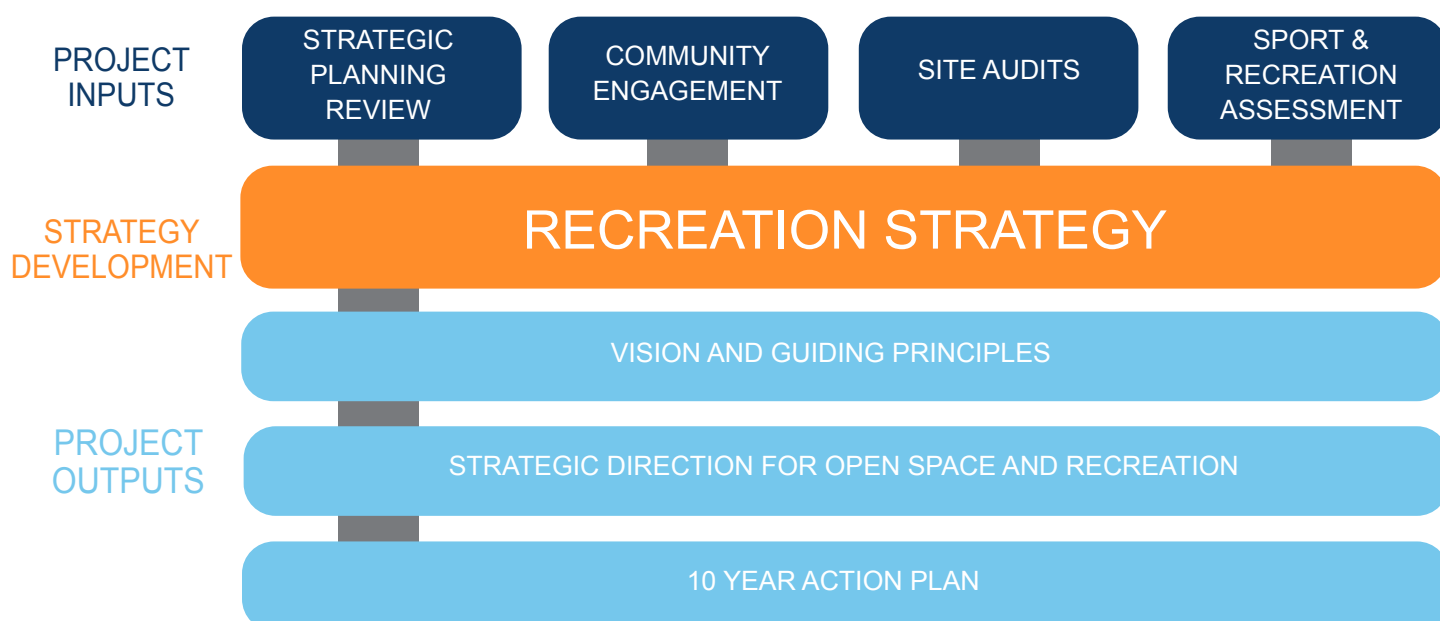 PROJECT
INPUTS
STRATEGIC
PLANNING
REVIEW
COMMUNITY
ENGAGEMENT
SITE AUDITS
SPORT &
RECREATION
ASSESSMENT
STRATEGY
DEVELOPMENT
RECREATION STRATEGY
VISION AND GUIDING PRINCIPLES
PROJECT
OUTPUTS
STRATEGIC DIRECTION FOR OPEN SPACE AND RECREATION
10 YEAR ACTION PLAN